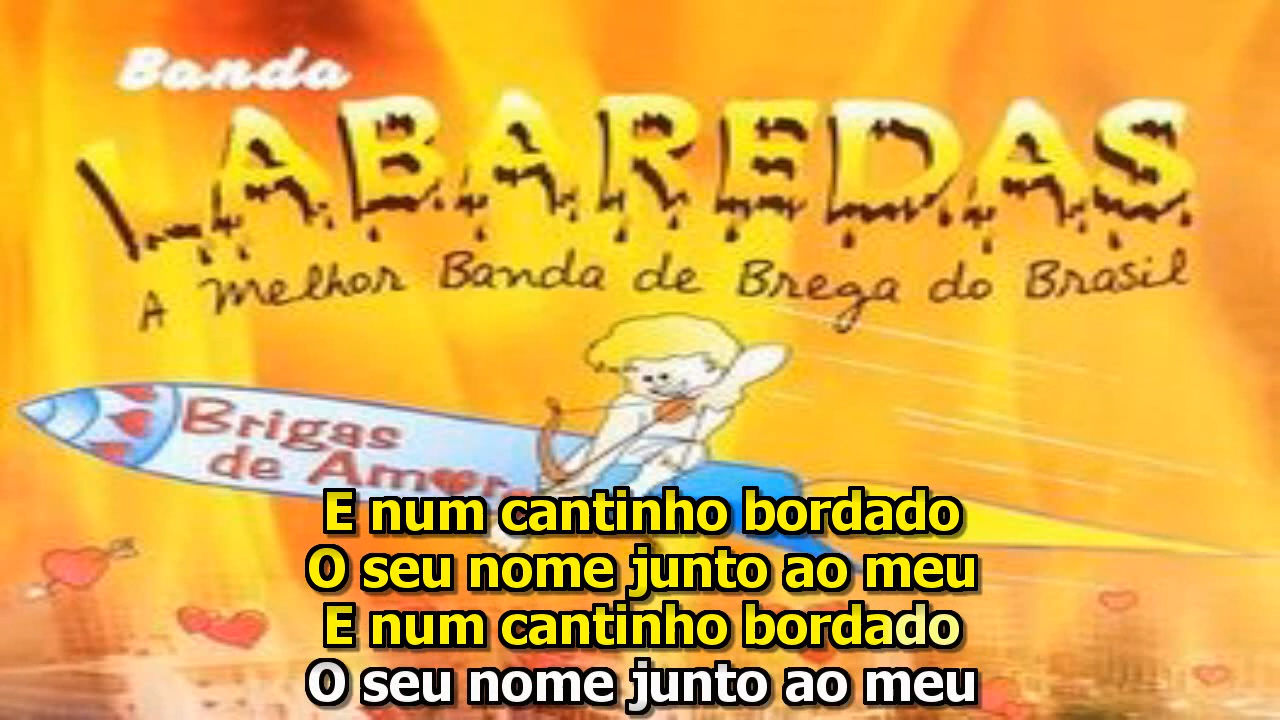 Banda
LABAREDAS
A Melhor Banda de Brega do Brasil
Brigas
de Amor
E num cantinho bordado
O seu nome junto ao meu
E num cantinho bordado
O seu nome junto ao meu